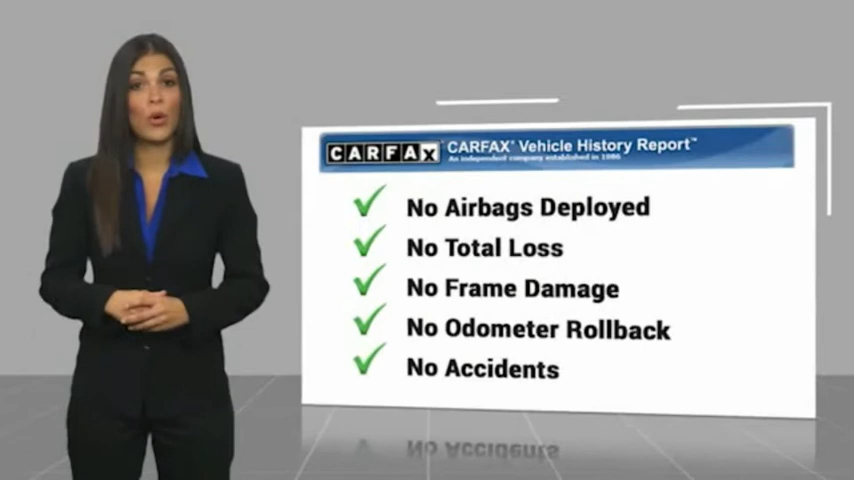 CARFAX CARFAX® Vehicle History Report™
An independent company established in 1986
No Airbags Deployed
No Total Loss
No Frame Damage
No Odometer Rollback
No Accidents